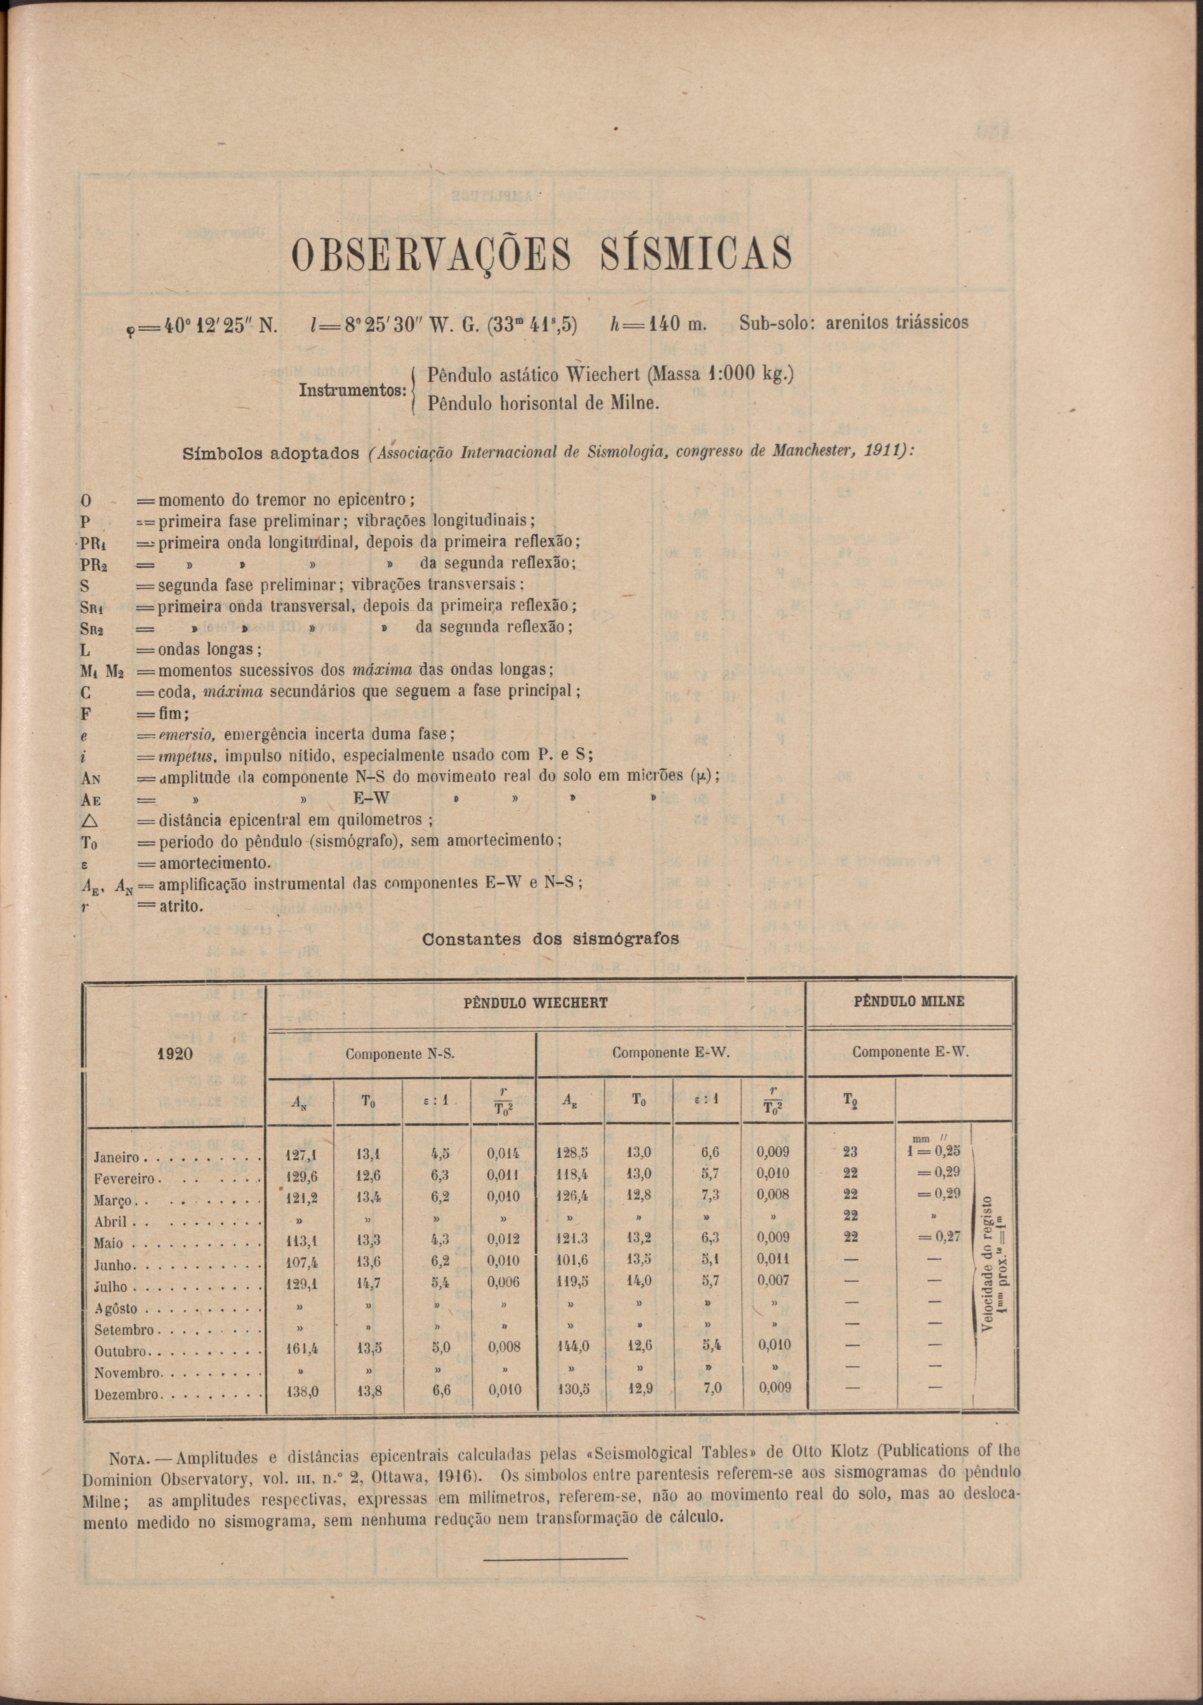 OBSERVAÇÕES SÍSMICAS
φ=40° 12' 25" N. l=8° 25' 30" W. G. (33ᵐ 41ˢ,5) h=140 m. Sub-solo: arenitos triássicos
Instrumentos: { Pêndulo astático Wiechert (Massa 1:000 kg.)
Pêndulo horisontal de Milne.
Símbolos adoptados (Associação Internacional de Sismologia, congresso de Manchester, 1911):
O =momento do tremor no epicentro;
P =primeira fase preliminar; vibrações longitudinais;
PR₁ =primeira onda longitudinal, depois da primeira reflexão;
PR₂ = » » » » da segunda reflexão;
S =segunda fase preliminar; vibrações transversais;
SR₁ =primeira onda transversal, depois da primeira reflexão;
SR₂ = » » » » da segunda reflexão;
L =ondas longas;
M₁ M₂ =momentos sucessivos dos máxima das ondas longas;
C =coda, máxima secundários que seguem a fase principal;
F =fim;
e =emersio, emergência incerta duma fase;
i =impetus, impulso nítido, especialmente usado com P. e S;
AN =amplitude da componente N–S do movimento real do solo em micrões (μ);
AE = » » E–W » » » »
△ =distância epicentral em quilometros;
T₀ =periodo do pêndulo (sismógrafo), sem amortecimento;
ε =amortecimento.
A_E, A_N = amplificação instrumental das componentes E–W e N–S;
r =atrito.
Constantes dos sismógrafos
1920 PÊNDULO WIECHERT PÊNDULO MILNE
Componente N-S. Componente E-W. Componente E-W.
A_N T₀ ε : 1 r/T₀² A_E T₀ ε : 1 r/T₀² T₀
mm "
Janeiro . . . . . . . . . . 127,1 13,1 4,5 0,014 128,5 13,0 6,6 0,009 23 1=0,25
Fevereiro . . . . . . . . 129,6 12,6 6,3 0,011 118,4 13,0 5,7 0,010 22 =0,29
Março . . . . . . . . . . 121,2 13,4 6,2 0,010 126,4 12,8 7,3 0,008 22 =0,29
Abril . . . . . . . . . . » » » » » » » » 22 »
Maio . . . . . . . . . . . 113,1 13,3 4,3 0,012 121.3 13,2 6,3 0,009 22 =0,27
Junho . . . . . . . . . . . 107,4 13,6 6,2 0,010 101,6 13,5 5,1 0,011 — —
Julho . . . . . . . . . . . 129,1 14,7 5,4 0,006 119,5 14,0 5,7 0,007 — —
Agôsto . . . . . . . . . . » » » » » » » » — —
Setembro . . . . . . . . . » » » » » » » » — —
Outubro . . . . . . . . . . 161,4 13,5 5,0 0,008 144,0 12,6 5,4 0,010 — —
Novembro . . . . . . . . . » » » » » » » » — —
Dezembro . . . . . . . . . 138,0 13,8 6,6 0,010 130,5 12,9 7,0 0,009 — —
Velocidade do registo
1ᵐᵐ prox.ᵗᵉ=1ᵐ
NOTA. — Amplitudes e distâncias epicentrais calculadas pelas «Seismological Tables» de Otto Klotz (Publications of the
Dominion Observatory, vol. III, n.º 2, Ottawa, 1916). Os simbolos entre parentesis referem-se aos sismogramas do pêndulo
Milne; as amplitudes respectivas, expressas em milimetros, referem-se, não ao movimento real do solo, mas ao desloca-
mento medido no sismograma, sem nenhuma redução nem transformação de cálculo.